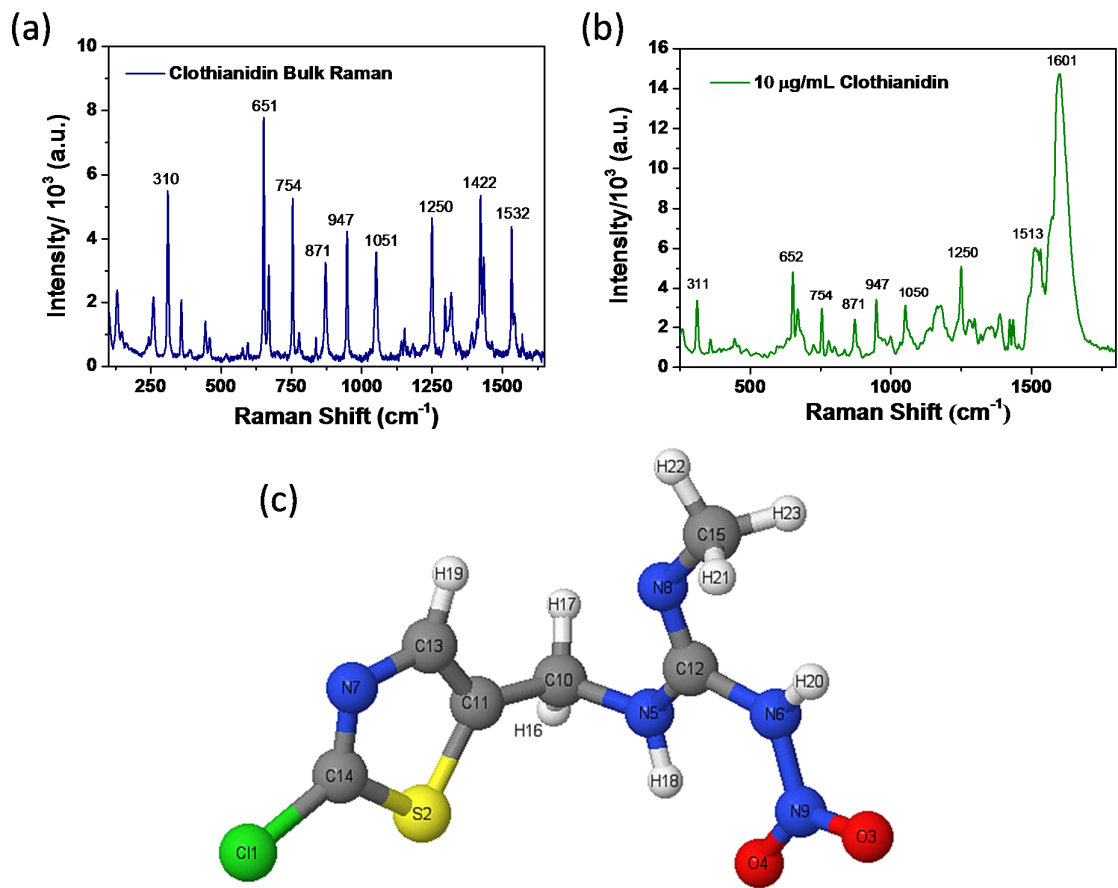 (a)
Clothianidin Bulk Raman
10
8
6
4
2
0
Intensity/ 10³ (a.u.)
310
651
754
871
947
1051
1250
1422
1532
250
500
750
1000
1250
1500
Raman Shift (cm⁻¹)
(b)
10 µg/mL Clothianidin
16
14
12
10
8
6
4
2
0
Intensity/10³ (a.u.)
311
652
754
871
947
1050
1250
1513
1601
500
1000
1500
Raman Shift (cm⁻¹)
(c)
H22
H23
C15
H21
H19
N8
H17
C13
C12
N7
C10
H20
C11
N5
N6
H16
C14
H18
S2
N9
O3
Cl1
O4